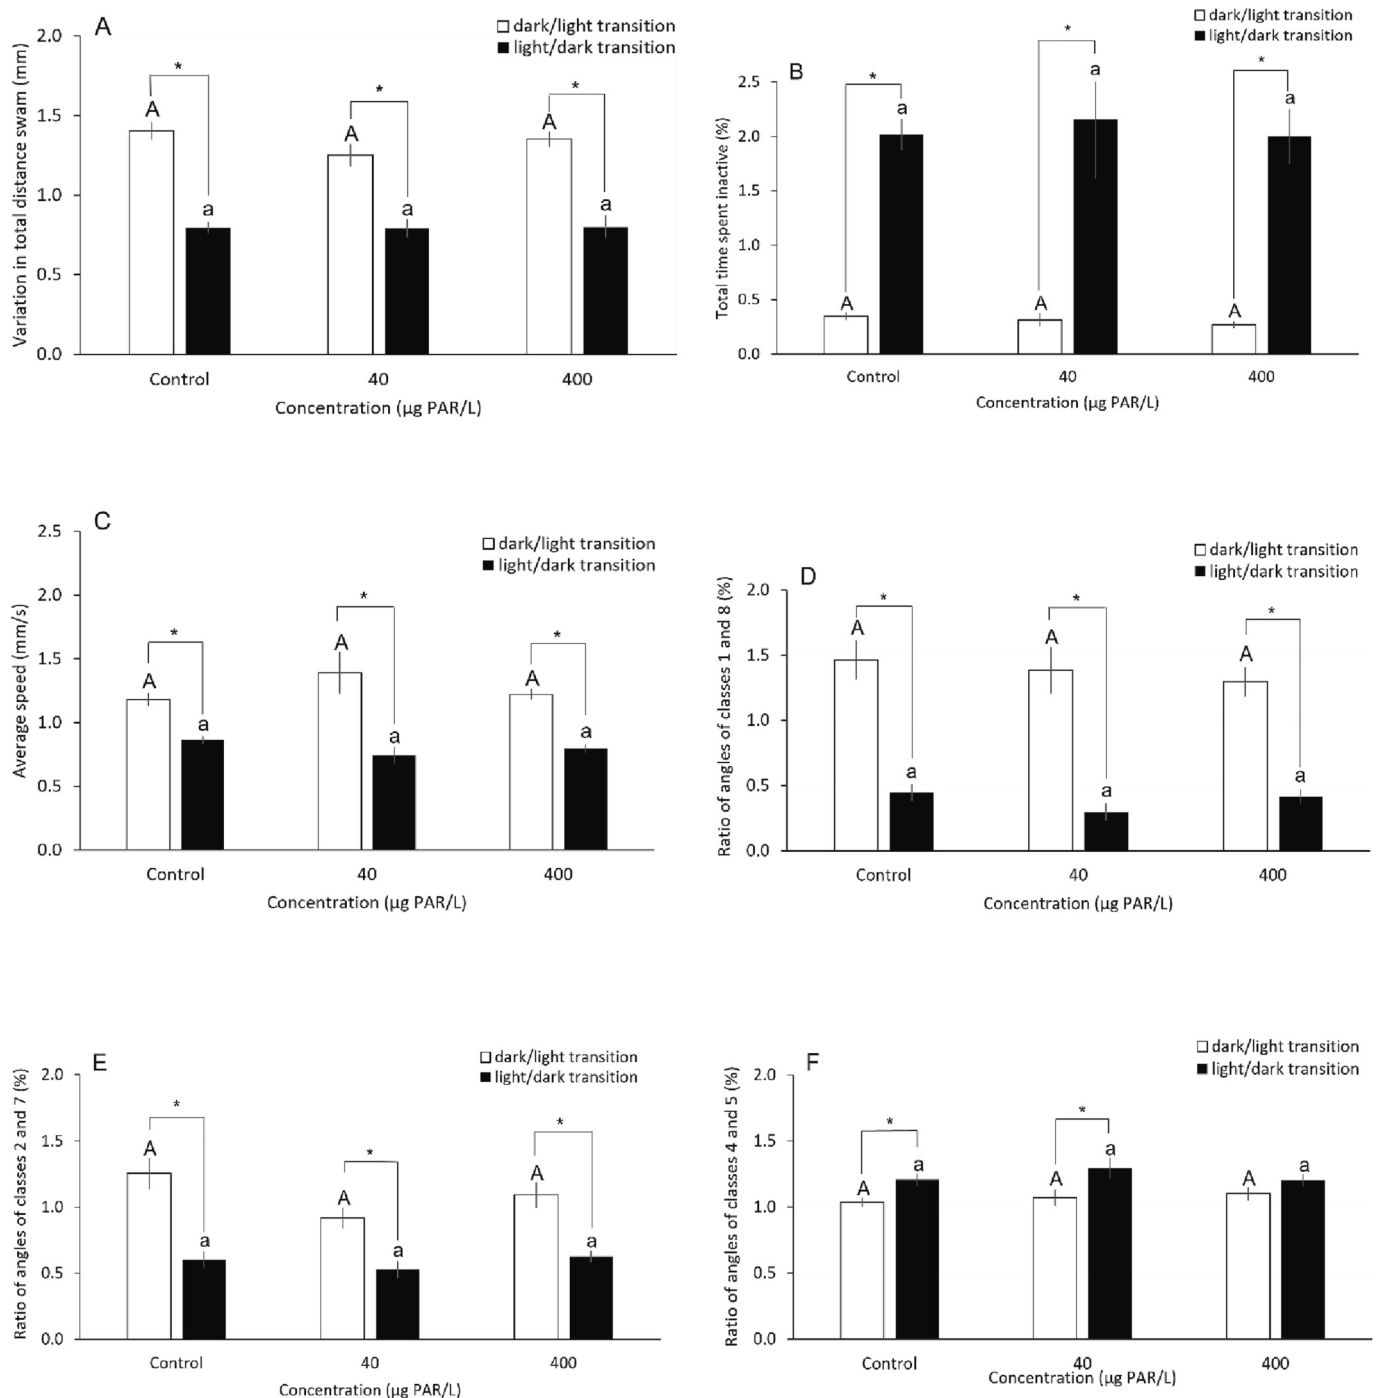 A
dark/light transition
light/dark transition
Variation in total distance swam (mm)
2.0
1.5
1.0
0.5
0.0
*
*
*
A
a
A
a
A
a
Control
40
400
Concentration (µg PAR/L)
B
dark/light transition
light/dark transition
Total time spent inactive (%)
2.5
2.0
1.5
1.0
0.5
0.0
*
*
*
A
a
A
a
A
a
Control
40
400
Concentration (µg PAR/L)
C
dark/light transition
light/dark transition
Average speed (mm/s)
2.5
2.0
1.5
1.0
0.5
0.0
*
*
*
A
a
A
a
A
a
Control
40
400
Concentration (µg PAR/L)
D
dark/light transition
light/dark transition
Ratio of angles of classes 1 and 8 (%)
2.0
1.5
1.0
0.5
0.0
*
*
*
A
a
A
a
A
a
Control
40
400
Concentration (µg PAR/L)
E
dark/light transition
light/dark transition
Ratio of angles of classes 2 and 7 (%)
2.0
1.5
1.0
0.5
0.0
*
*
*
A
a
A
a
A
a
Control
40
400
Concentration (µg PAR/L)
F
dark/light transition
light/dark transition
Ratio of angles of classes 4 and 5 (%)
2.0
1.5
1.0
0.5
0.0
*
*
A
a
A
a
A
a
Control
40
400
Concentration (µg PAR/L)